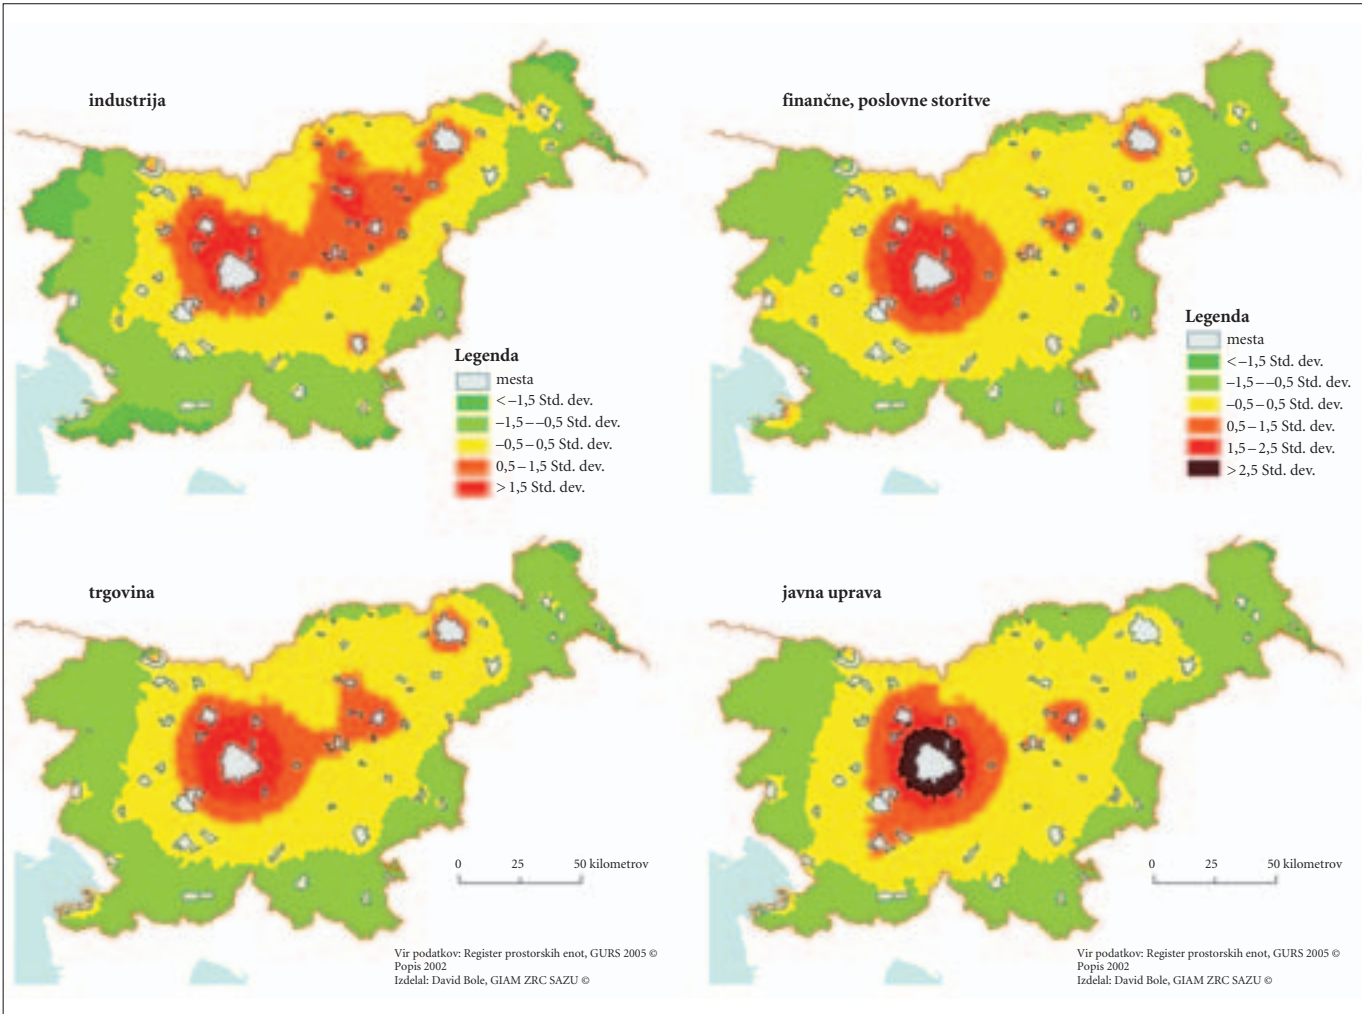 industrija
finančne, poslovne storitve
Legenda
mesta
< –1,5 Std. dev.
–1,5 – –0,5 Std. dev.
–0,5 – 0,5 Std. dev.
0,5 – 1,5 Std. dev.
> 1,5 Std. dev.
Legenda
mesta
< –1,5 Std. dev.
–1,5 – –0,5 Std. dev.
–0,5 – 0,5 Std. dev.
0,5 – 1,5 Std. dev.
1,5 – 2,5 Std. dev.
> 2,5 Std. dev.
trgovina
javna uprava
0 25 50 kilometrov
0 25 50 kilometrov
Vir podatkov: Register prostorskih enot, GURS 2005 ©
Popis 2002
Izdelal: David Bole, GIAM ZRC SAZU ©
Vir podatkov: Register prostorskih enot, GURS 2005 ©
Popis 2002
Izdelal: David Bole, GIAM ZRC SAZU ©